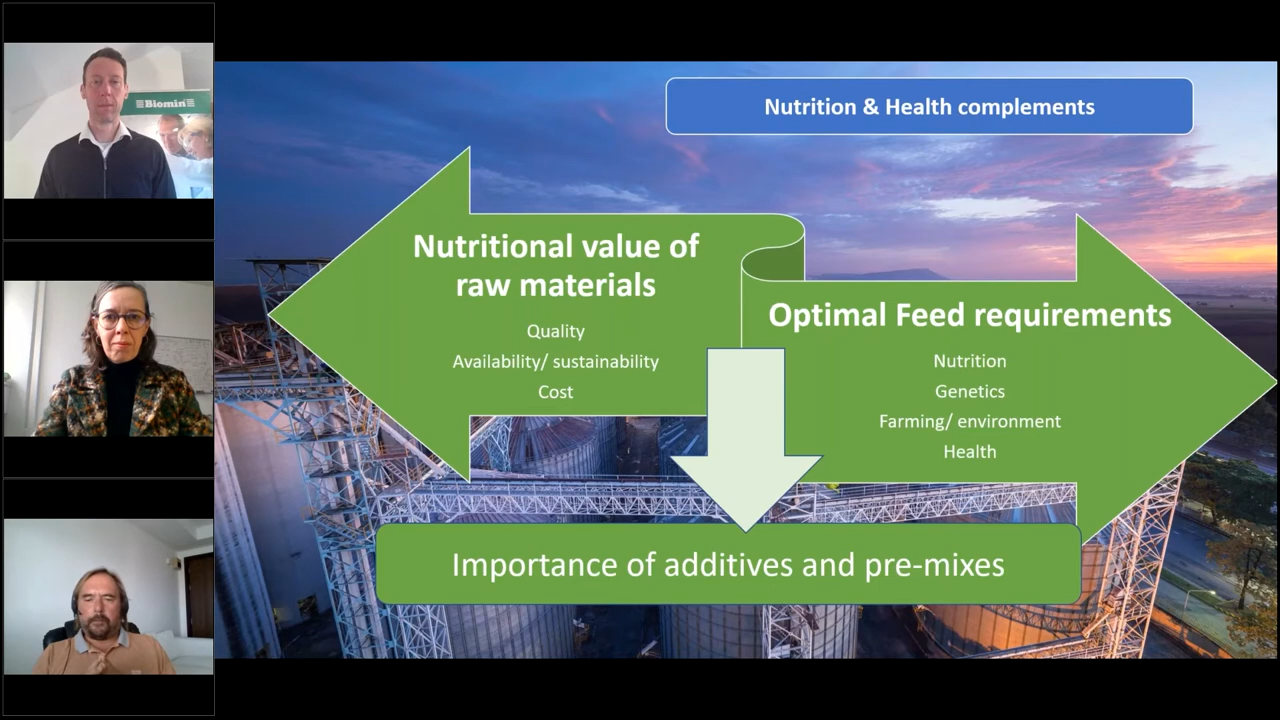 Biomin
Nutrition & Health complements
Nutritional value of
raw materials
Quality
Availability/ sustainability
Cost
Optimal Feed requirements
Nutrition
Genetics
Farming/ environment
Health
Importance of additives and pre-mixes